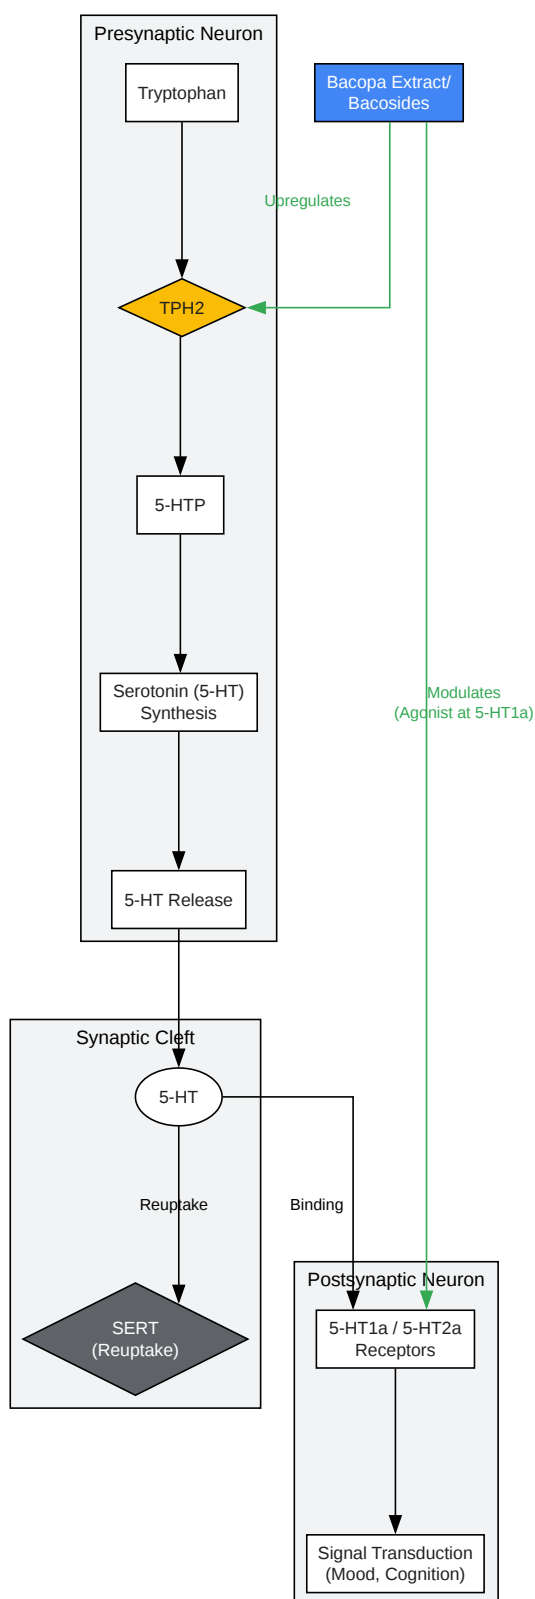 Presynaptic Neuron
Tryptophan
Bacopa Extract/
Bacosides
Upregulates
TPH2
5-HTP
Serotonin (5-HT)
Synthesis
Modulates
(Agonist at 5-HT1a)
5-HT Release
Synaptic Cleft
5-HT
Reuptake
Binding
Postsynaptic Neuron
SERT
(Reuptake)
5-HT1a / 5-HT2a
Receptors
Signal Transduction
(Mood, Cognition)